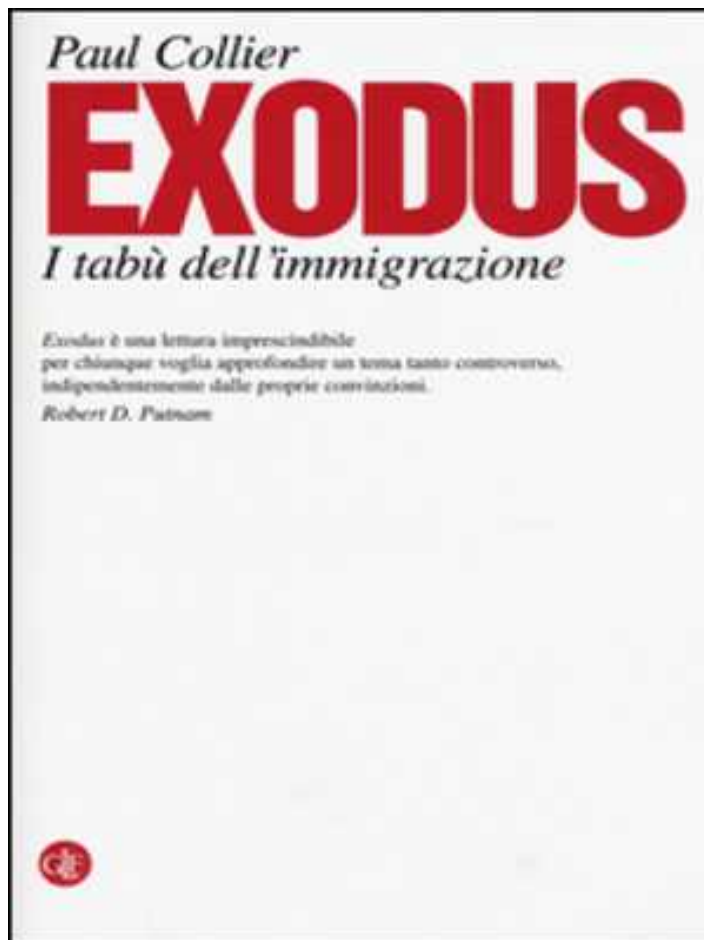 Paul Collier
EXODUS
I tabù dell'immigrazione
Exodus è una lettura imprescindibile
per chiunque voglia approfondire un tema tanto controverso,
indipendentemente dalle proprie convinzioni.
Robert D. Putnam
GLF